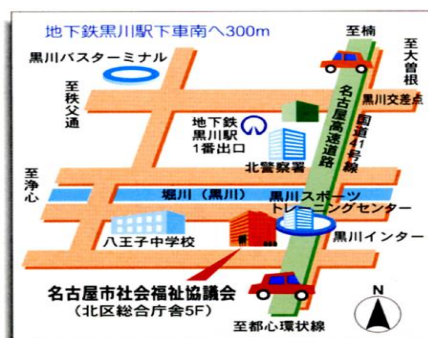 地下鉄黒川駅下車南へ300m
至楠
至大曽根
黒川バスターミナル
至秩父通
黒川交差点
地下鉄
黒川駅
1番出口
名古屋高速道路
国道41号線
北警察署
至浄心
堀川（黒川）
黒川スポーツ
トレーニングセンター
八王子中学校
黒川インター
名古屋市社会福祉協議会
（北区総合庁舎5F）
至都心環状線
N